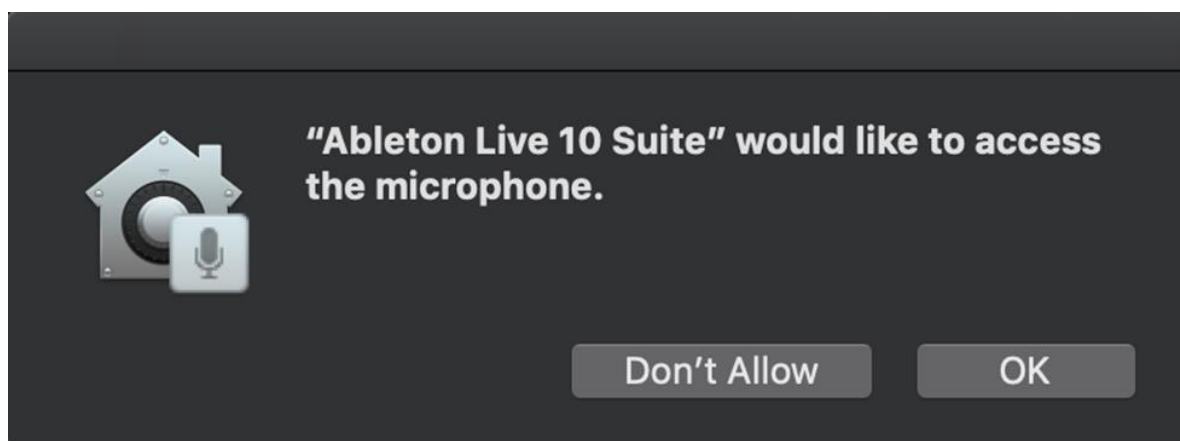 “Ableton Live 10 Suite” would like to access
the microphone.
Don’t Allow
OK